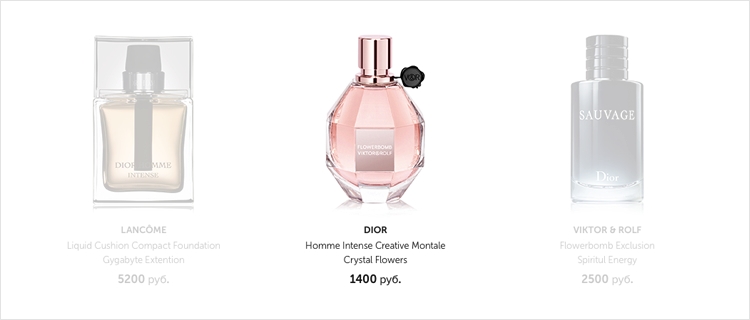 DIOR HOMME
INTENSE
LANCÔME
Liquid Cushion Compact Foundation
Gygabyte Extention
5200 руб.
V&R
FLOWERBOMB
VIKTOR&ROLF
DIOR
Homme Intense Creative Montale
Crystal Flowers
1400 руб.
SAUVAGE
Dior
VIKTOR & ROLF
Flowerbomb Exclusion
Spiritul Energy
2500 руб.